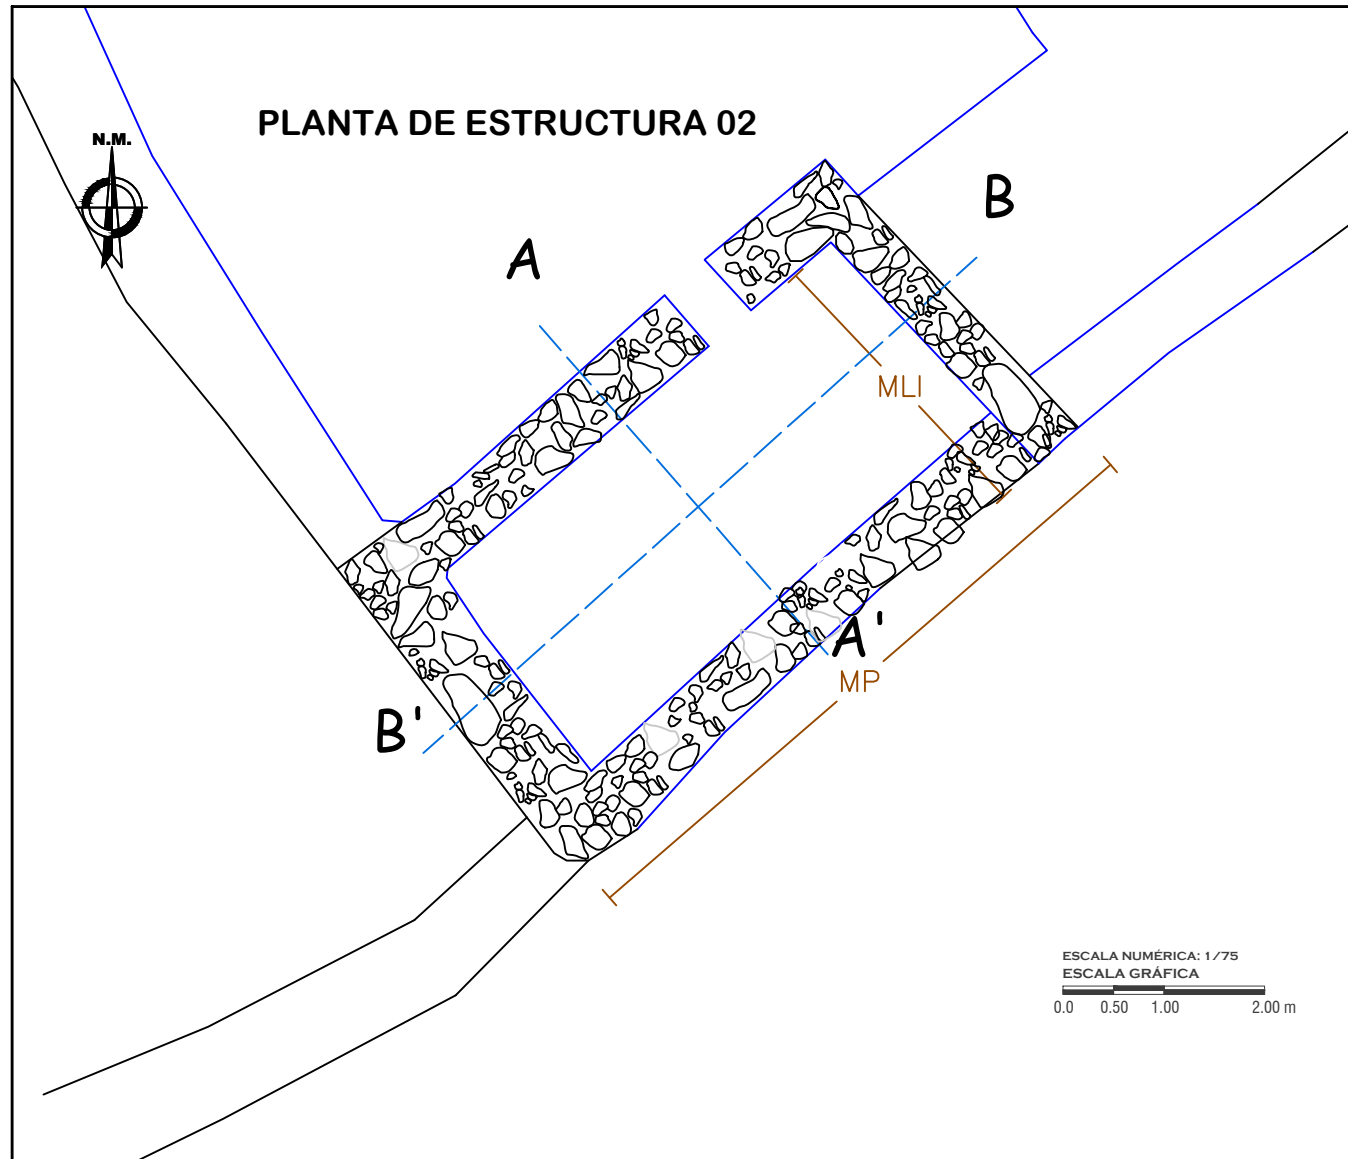 PLANTA DE ESTRUCTURA 02
N.M.
B
A
MLI
A'
MP
B'
ESCALA NUMÉRICA: 1/75
ESCALA GRÁFICA
0.0 0.50 1.00 2.00 m